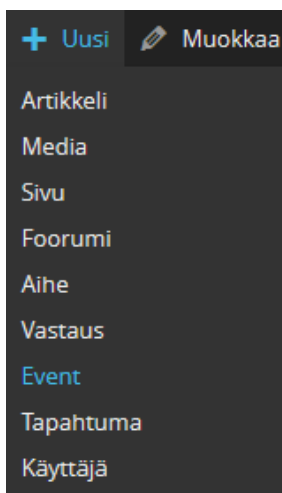 Uusi Muokkaa
Artikkeli
Media
Sivu
Foorumi
Aihe
Vastaus
Event
Tapahtuma
Käyttäjä